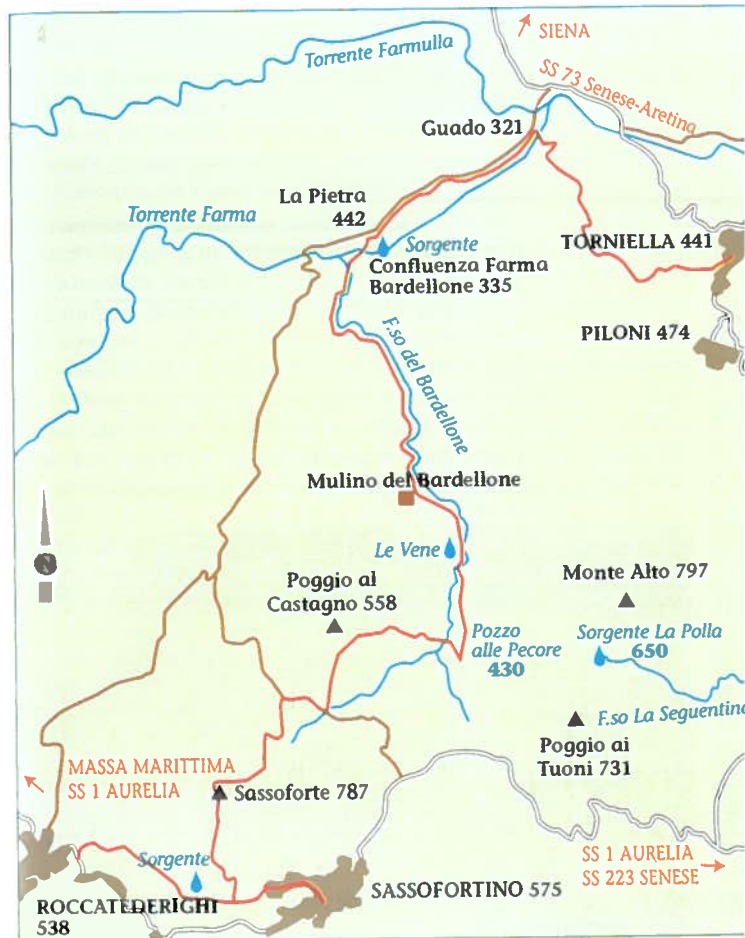 SIENA
Torrente Farmulla
SS 73 Senese-Aretina
Guado 321
La Pietra
442
Torrente Farma
Sorgente
Confluenza Farma
Bardellone 335
TORNIELLA 441
PILONI 474
F.so del Bardellone
Mulino del Bardellone
Le Vene
Poggio al
Castagno 558
Monte Alto 797
N
Pozzo
alle Pecore
430
Sorgente La Polla
650
F.so La Seguentina
Poggio ai
Tuoni 731
MASSA MARITTIMA
SS 1 AURELIA
Sassoforte 787
Sorgente
SS 1 AURELIA
SS 223 SENESE
SASSOFORTINO 575
ROCCATEDERIGHI
538